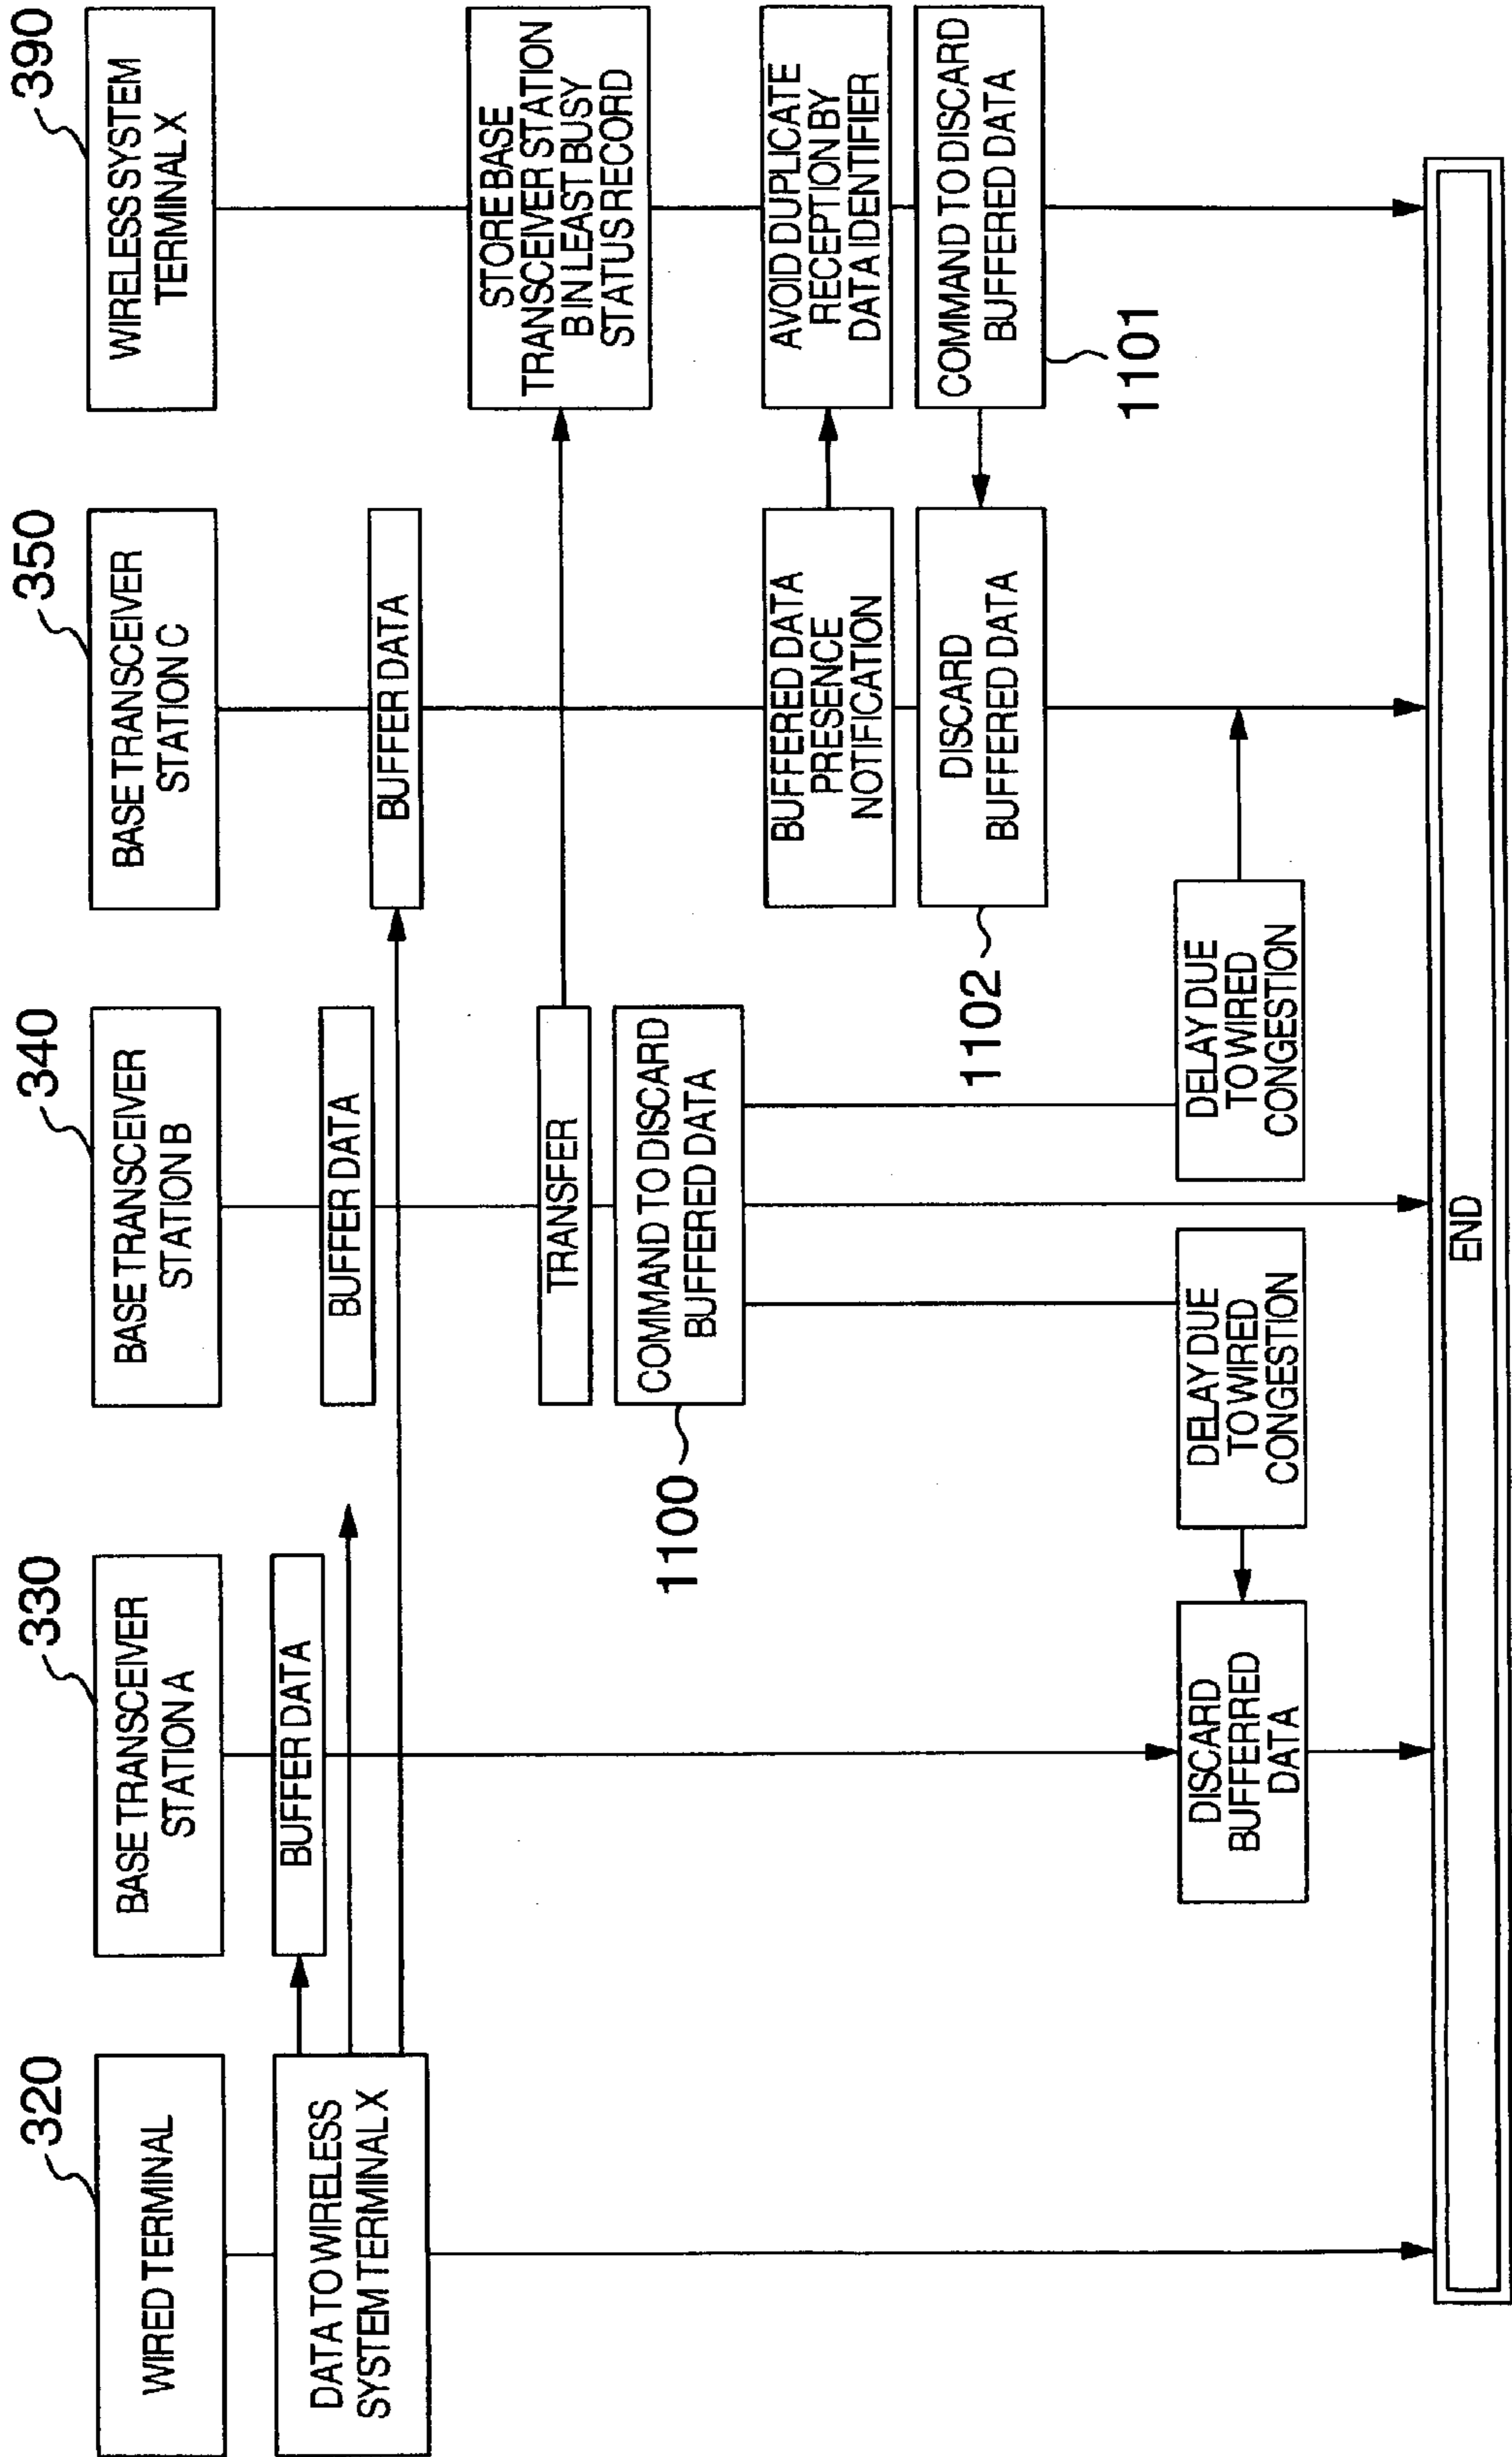 320
WIRED TERMINAL
330
BASE TRANSCEIVER
STATION A
340
BASE TRANSCEIVER
STATION B
350
BASE TRANSCEIVER
STATION C
390
WIRELESS SYSTEM
TERMINAL X
DATA TO WIRELESS
SYSTEM TERMINAL X
BUFFER DATA
BUFFER DATA
BUFFER DATA
TRANSFER
STORE BASE
TRANSCEIVER STATION
B IN LEAST BUSY
STATUS RECORD
1100
COMMAND TO DISCARD
BUFFERED DATA
BUFFERED DATA
PRESENCE
NOTIFICATION
AVOID DUPLICATE
RECEPTION BY
DATA IDENTIFIER
1102
DISCARD
BUFFERED DATA
COMMAND TO DISCARD
BUFFERED DATA
1101
DISCARD
BUFFERRED
DATA
DELAY DUE
TO WIRED
CONGESTION
DELAY DUE
TO WIRED
CONGESTION
END